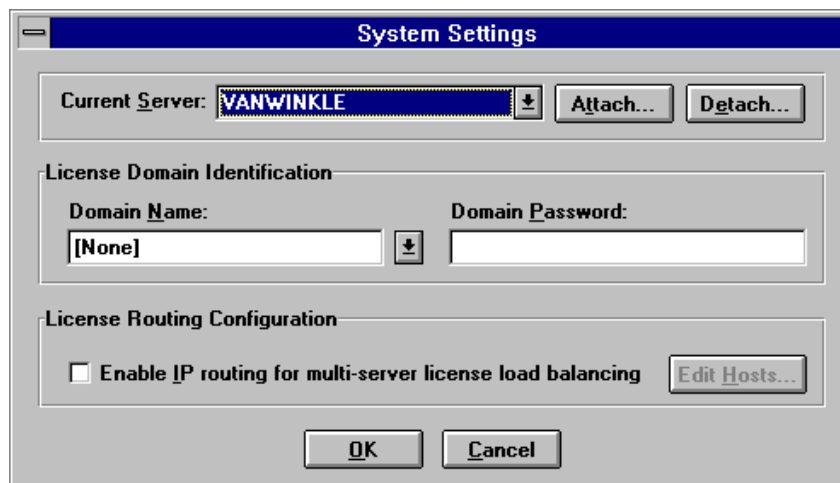 System Settings
Current Server: VANWINKLE Attach... Detach...
License Domain Identification
Domain Name: Domain Password:
[None]
License Routing Configuration
Enable IP routing for multi-server license load balancing Edit Hosts...
OK Cancel